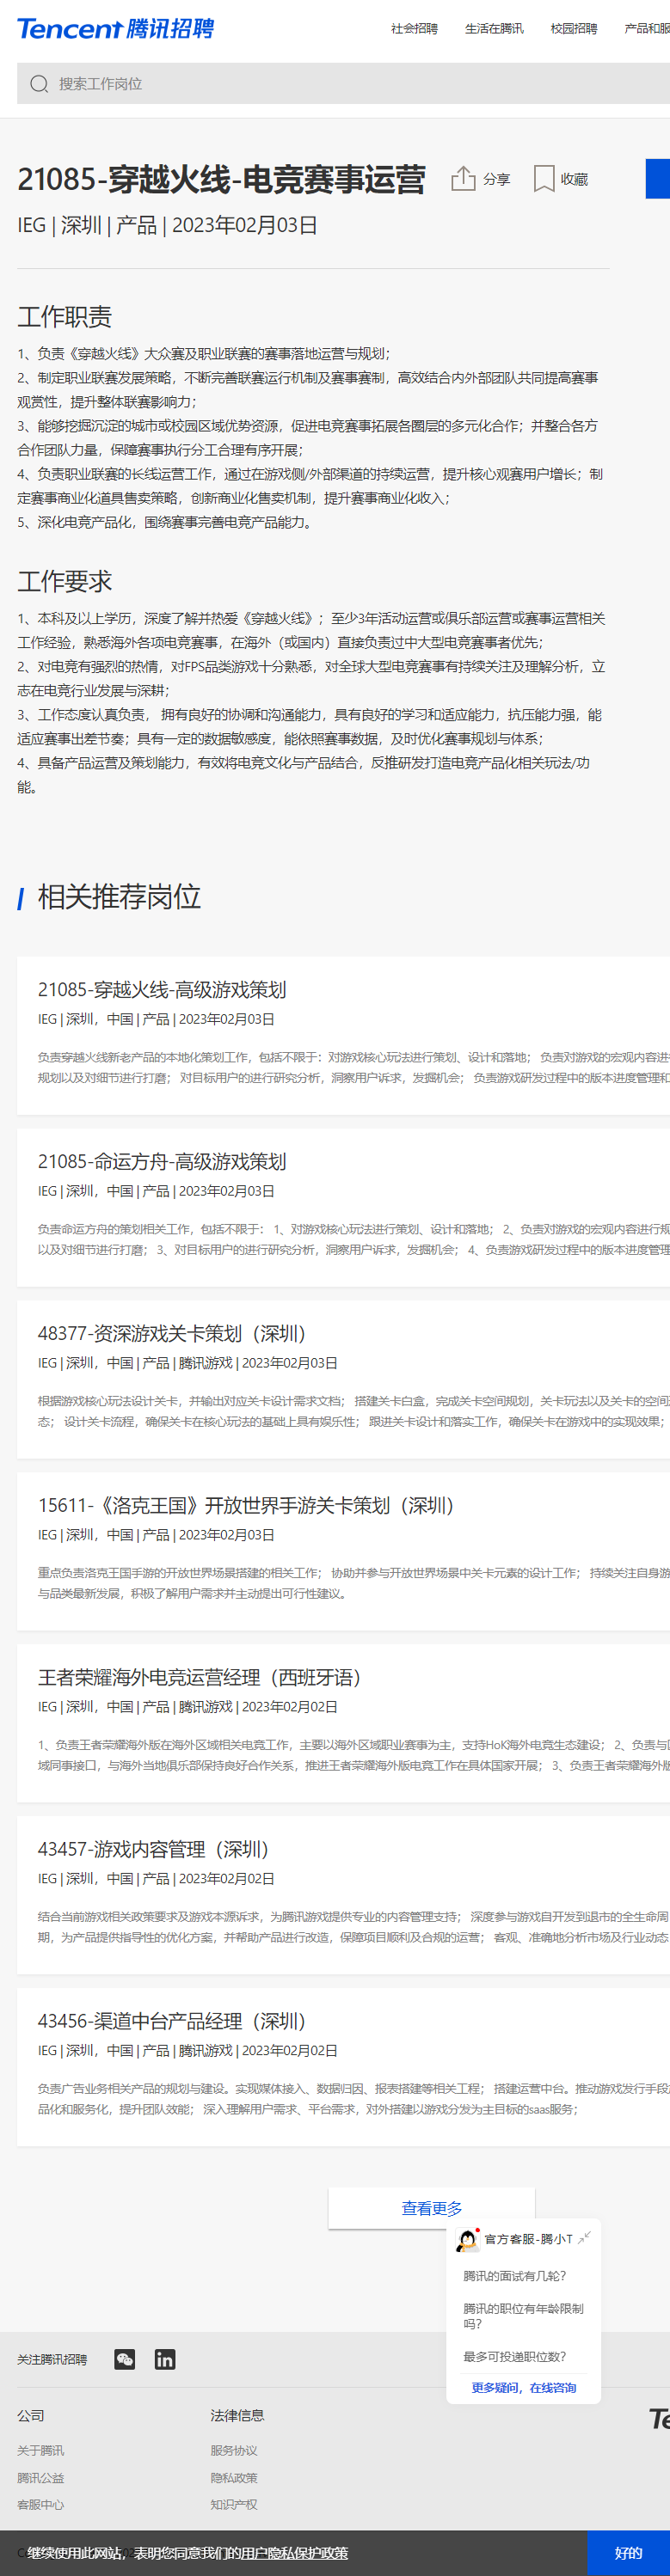 Tencent 腾讯招聘
社会招聘 生活在腾讯 校园招聘 产品和服
搜索工作岗位
21085-穿越火线-电竞赛事运营 分享 收藏
IEG | 深圳 | 产品 | 2023年02月03日
工作职责
1、负责《穿越火线》大众赛及职业联赛的赛事落地运营与规划；
2、制定职业联赛发展策略，不断完善联赛运行机制及赛事赛制，高效结合内外部团队共同提高赛事
观赏性，提升整体联赛影响力；
3、能够挖掘沉淀的城市或校园区域优势资源，促进电竞赛事拓展各圈层的多元化合作；并整合各方
合作团队力量，保障赛事执行分工合理有序开展；
4、负责职业联赛的长线运营工作，通过在游戏侧/外部渠道的持续运营，提升核心观赛用户增长；制
定赛事商业化道具售卖策略，创新商业化售卖机制，提升赛事商业化收入；
5、深化电竞产品化，围绕赛事完善电竞产品能力。
工作要求
1、本科及以上学历，深度了解并热爱《穿越火线》；至少3年活动运营或俱乐部运营或赛事运营相关
工作经验，熟悉海外各项电竞赛事，在海外（或国内）直接负责过中大型电竞赛事者优先；
2、对电竞有强烈的热情，对FPS品类游戏十分熟悉，对全球大型电竞赛事有持续关注及理解分析，立
志在电竞行业发展与深耕；
3、工作态度认真负责， 拥有良好的协调和沟通能力，具有良好的学习和适应能力，抗压能力强，能
适应赛事出差节奏；具有一定的数据敏感度，能依照赛事数据，及时优化赛事规划与体系；
4、具备产品运营及策划能力，有效将电竞文化与产品结合，反推研发打造电竞产品化相关玩法/功
能。
相关推荐岗位
21085-穿越火线-高级游戏策划
IEG | 深圳，中国 | 产品 | 2023年02月03日
负责穿越火线新老产品的本地化策划工作，包括不限于：对游戏核心玩法进行策划、设计和落地； 负责对游戏的宏观内容进
规划以及对细节进行打磨； 对目标用户的进行研究分析，洞察用户诉求，发掘机会； 负责游戏研发过程中的版本进度管理和
21085-命运方舟-高级游戏策划
IEG | 深圳，中国 | 产品 | 2023年02月03日
负责命运方舟的策划相关工作，包括不限于： 1、对游戏核心玩法进行策划、设计和落地； 2、负责对游戏的宏观内容进行规
以及对细节进行打磨； 3、对目标用户的进行研究分析，洞察用户诉求，发掘机会； 4、负责游戏研发过程中的版本进度管理
48377-资深游戏关卡策划（深圳）
IEG | 深圳，中国 | 产品 | 腾讯游戏 | 2023年02月03日
根据游戏核心玩法设计关卡，并输出对应关卡设计需求文档； 搭建关卡白盒，完成关卡空间规划，关卡玩法以及关卡的空间
态； 设计关卡流程，确保关卡在核心玩法的基础上具有娱乐性； 跟进关卡设计和落实工作，确保关卡在游戏中的实现效果；
15611-《洛克王国》开放世界手游关卡策划（深圳）
IEG | 深圳，中国 | 产品 | 2023年02月03日
重点负责洛克王国手游的开放世界场景搭建的相关工作； 协助并参与开放世界场景中关卡元素的设计工作； 持续关注自身游
与品类最新发展，积极了解用户需求并主动提出可行性建议。
王者荣耀海外电竞运营经理（西班牙语）
IEG | 深圳，中国 | 产品 | 腾讯游戏 | 2023年02月02日
1、负责王者荣耀海外版在海外区域相关电竞工作，主要以海外区域职业赛事为主，支持HoK海外电竞生态建设； 2、负责与
域同事接口，与海外当地俱乐部保持良好合作关系，推进王者荣耀海外版电竞工作在具体国家开展； 3、负责王者荣耀海外版
43457-游戏内容管理（深圳）
IEG | 深圳，中国 | 产品 | 2023年02月02日
结合当前游戏相关政策要求及游戏本源诉求，为腾讯游戏提供专业的内容管理支持； 深度参与游戏自开发到退市的全生命周
期，为产品提供指导性的优化方案，并帮助产品进行改造，保障项目顺利及合规的运营； 客观、准确地分析市场及行业动态
43456-渠道中台产品经理（深圳）
IEG | 深圳，中国 | 产品 | 腾讯游戏 | 2023年02月02日
负责广告业务相关产品的规划与建设。实现媒体接入、数据归因、报表搭建等相关工程； 搭建运营中台。推动游戏发行手段
品化和服务化，提升团队效能； 深入理解用户需求、平台需求，对外搭建以游戏分发为主目标的saas服务；
查看更多
官方客服-腾小T
腾讯的面试有几轮?
腾讯的职位有年龄限制
吗?
最多可投递职位数?
更多疑问，在线咨询
关注腾讯招聘
公司 法律信息 Te
关于腾讯 服务协议
腾讯公益 隐私政策
客服中心 知识产权
继续使用此网站，表明您同意我们的用户隐私保护政策 好的